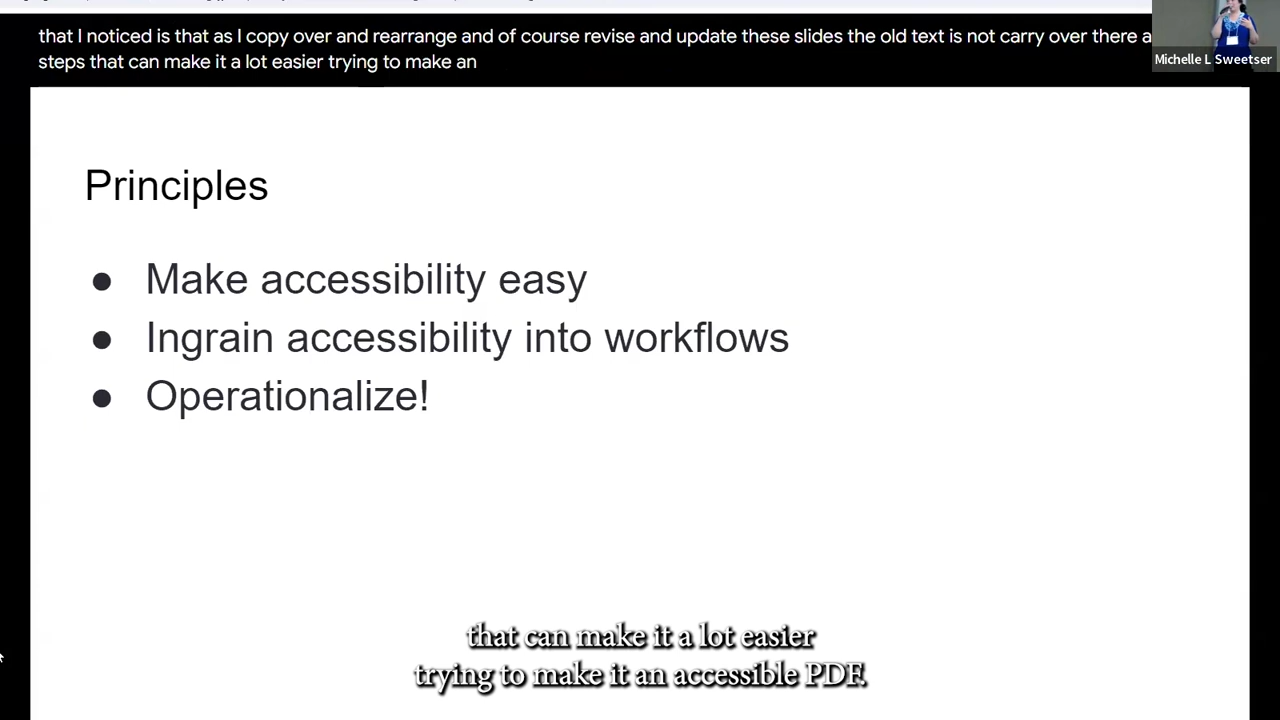 that I noticed is that as I copy over and rearrange and of course revise and update these slides the old text is not carry over there a
steps that can make it a lot easier trying to make an
Michelle L Sweetser
Principles
● Make accessibility easy
● Ingrain accessibility into workflows
● Operationalize!
that can make it a lot easier
trying to make it an accessible PDF.